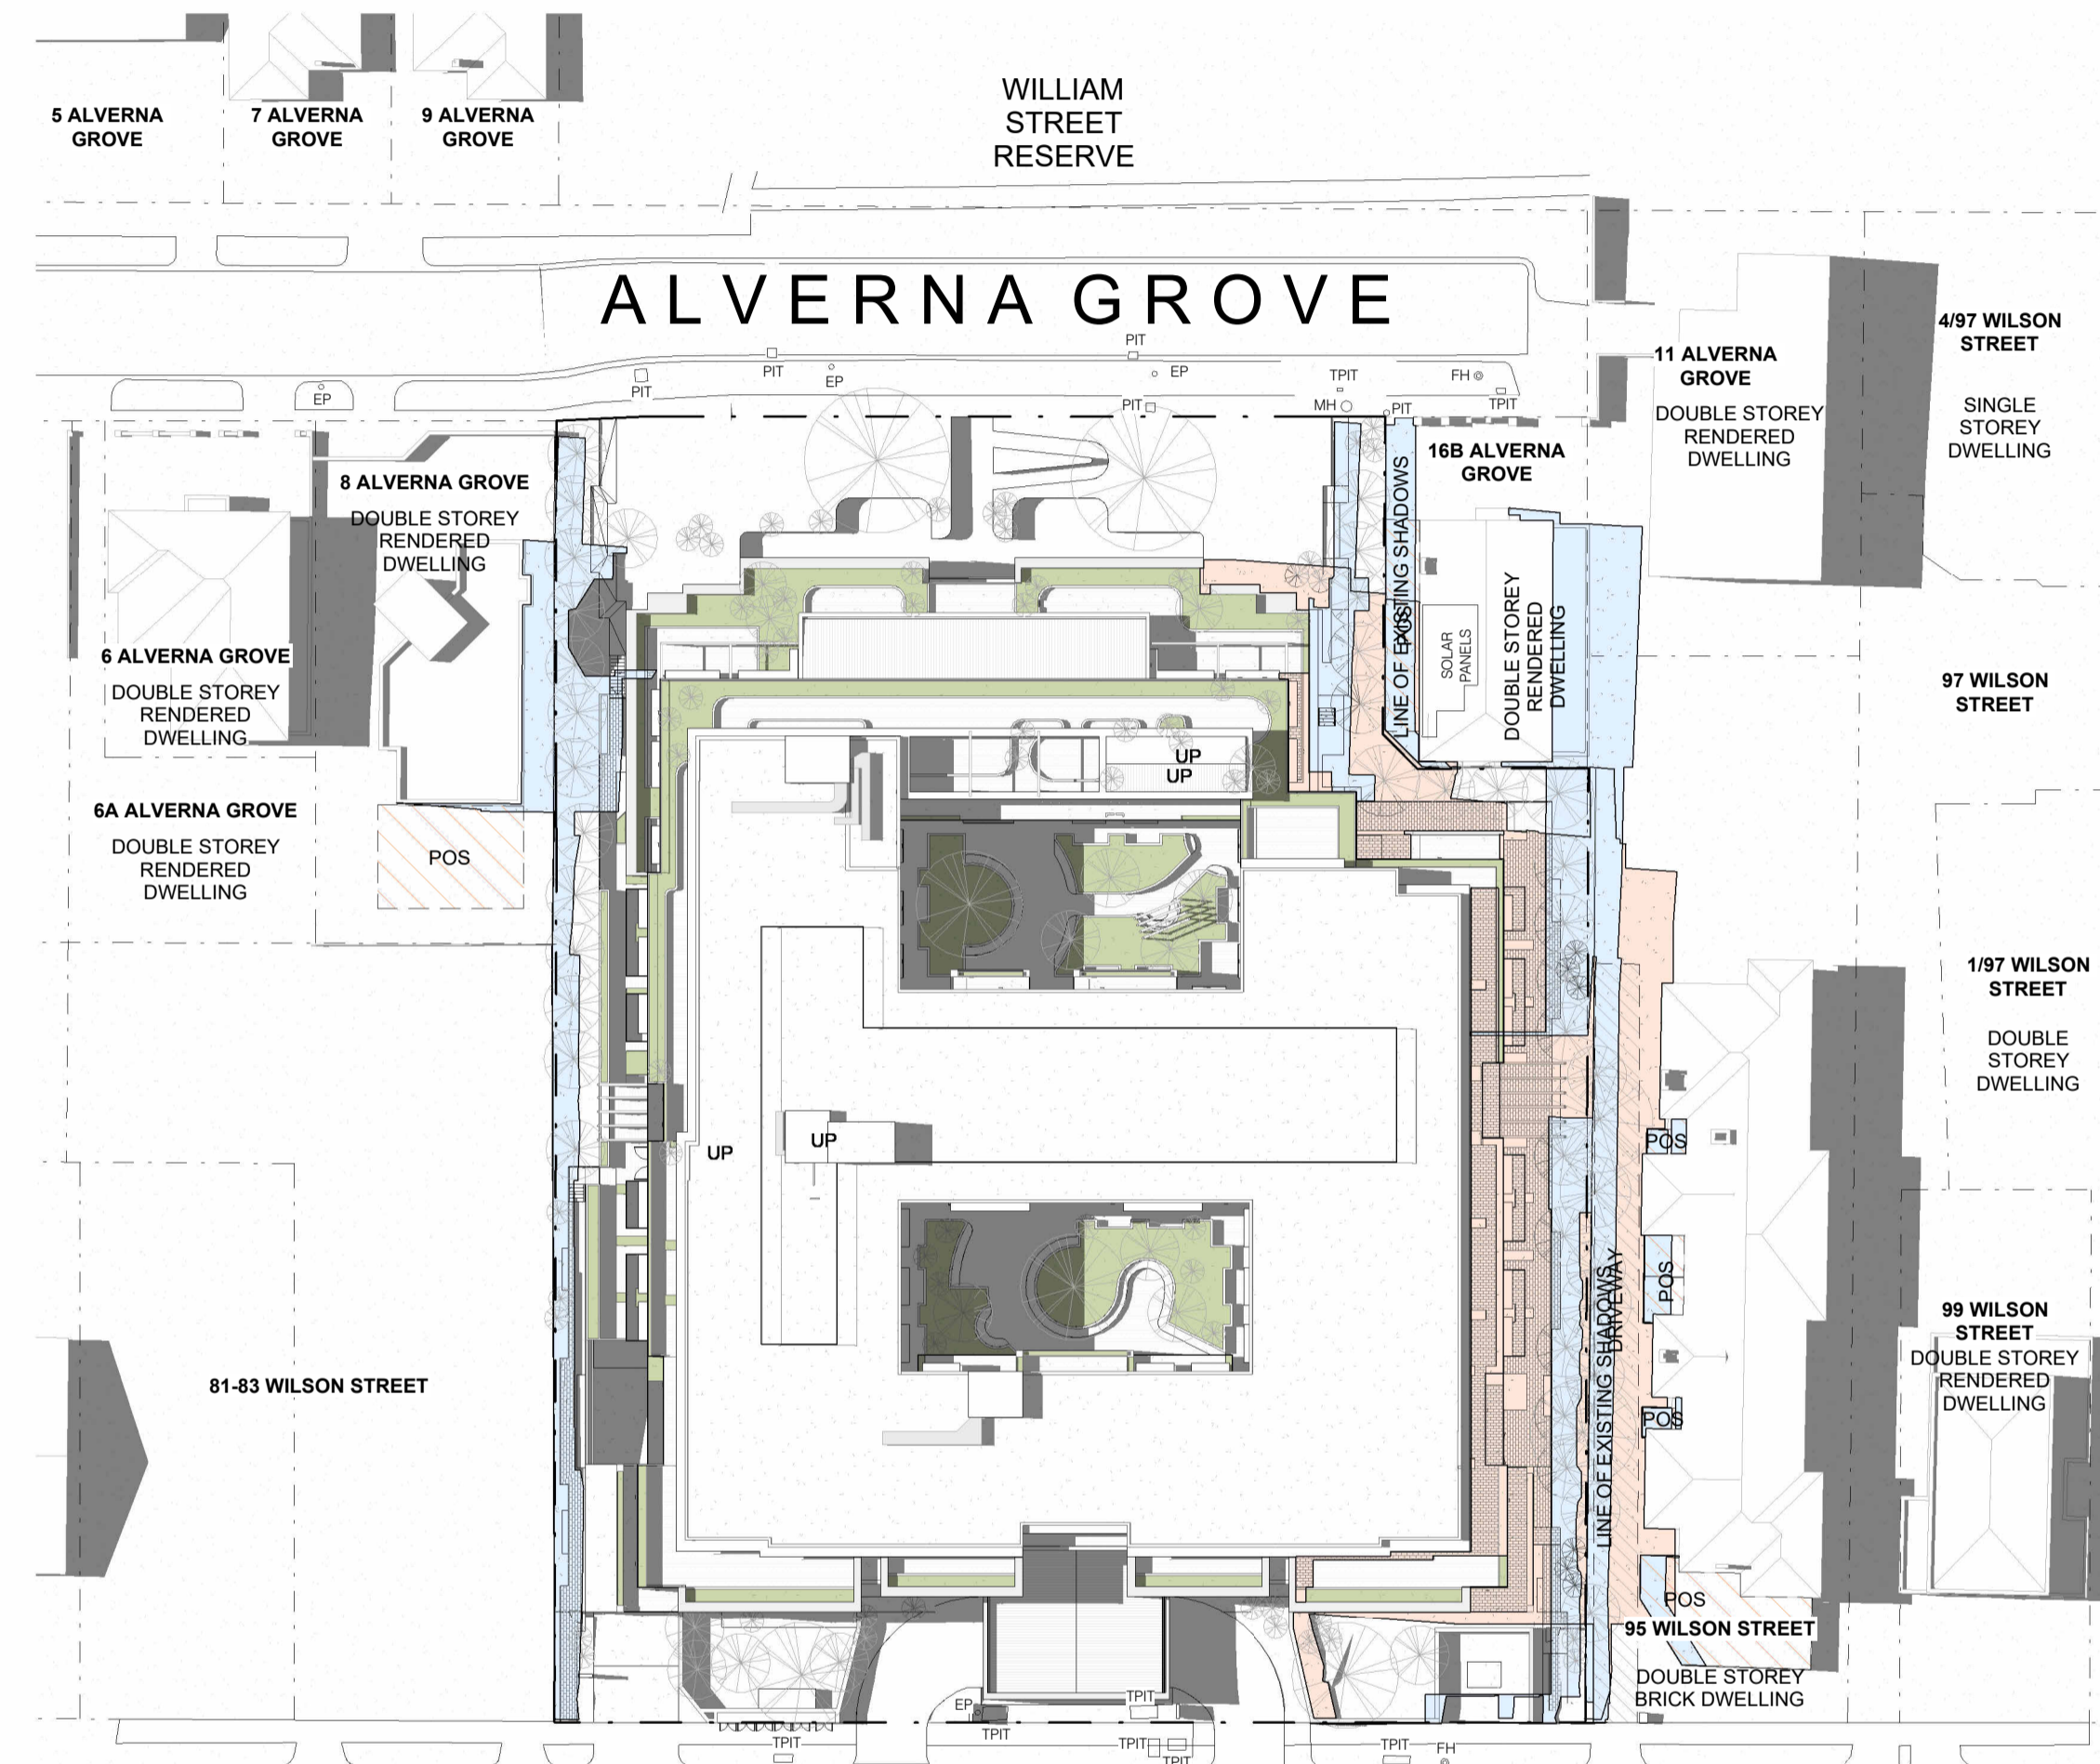 WILLIAM
STREET
RESERVE
5 ALVERNA
GROVE
7 ALVERNA
GROVE
9 ALVERNA
GROVE
ALVERNA GROVE
PIT
PIT
EP
EP
PIT
EP
TPIT
FH
PIT
MH
PIT
TPIT
4/97 WILSON
STREET
SINGLE
STOREY
DWELLING
11 ALVERNA
GROVE
DOUBLE STOREY
RENDERED
DWELLING
16B ALVERNA
GROVE
8 ALVERNA GROVE
DOUBLE STOREY
RENDERED
DWELLING
LINE OF EXISTING SHADOWS
POS
SOLAR
PANELS
DOUBLE STOREY
RENDERED
DWELLING
6 ALVERNA GROVE
DOUBLE STOREY
RENDERED
DWELLING
97 WILSON
STREET
UP
UP
6A ALVERNA GROVE
DOUBLE STOREY
RENDERED
DWELLING
POS
1/97 WILSON
STREET
DOUBLE
STOREY
DWELLING
UP
UP
POS
POS
LINE OF EXISTING SHADOWS
DRIVEWAY
99 WILSON
STREET
DOUBLE STOREY
RENDERED
DWELLING
81-83 WILSON STREET
POS
POS
95 WILSON STREET
DOUBLE STOREY
BRICK DWELLING
EP
TPIT
TPIT
TPIT
TPIT
TPIT
TPIT
FH